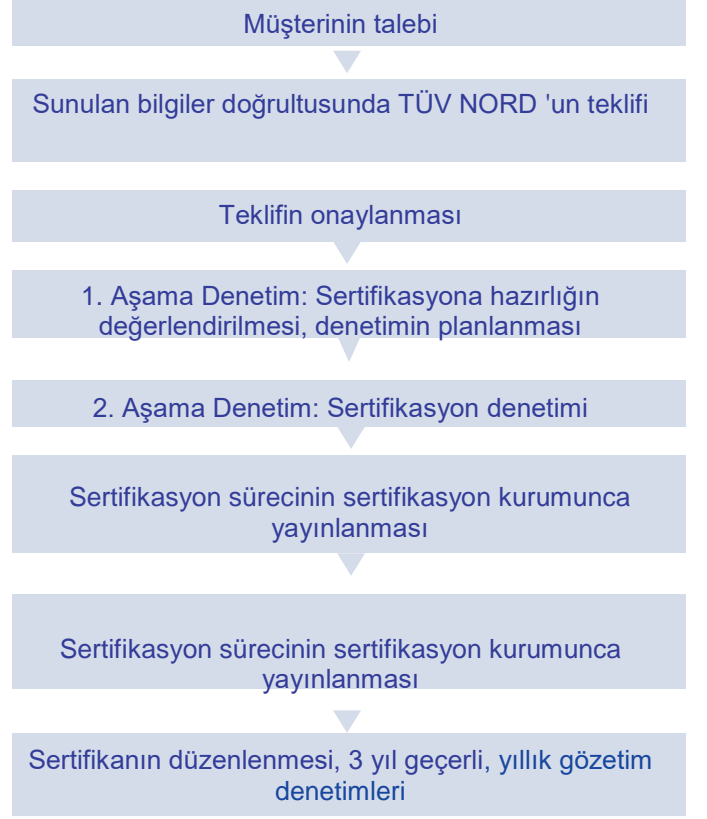 Müşterinin talebi
Sunulan bilgiler doğrultusunda TÜV NORD 'un teklifi
Teklifin onaylanması
1. Aşama Denetim: Sertifikasyona hazırlığın
değerlendirilmesi, denetimin planlanması
2. Aşama Denetim: Sertifikasyon denetimi
Sertifikasyon sürecinin sertifikasyon kurumunca
yayınlanması
Sertifikasyon sürecinin sertifikasyon kurumunca
yayınlanması
Sertifikanın düzenlenmesi, 3 yıl geçerli, yıllık gözetim
denetimleri